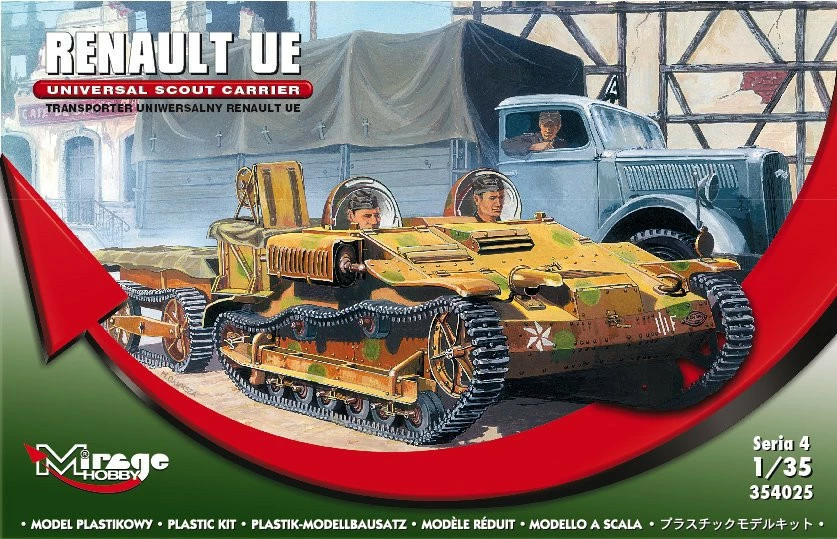 RENAULT UE
UNIVERSAL SCOUT CARRIER
TRANSPORTER UNIWERSALNY RENAULT UE
Mirage®
HOBBY
Seria 4
1/35
354025
• MODEL PLASTIKOWY • PLASTIC KIT • PLASTIK-MODELLBAUSATZ • MODÈLE RÉDUIT • MODELLO A SCALA • プラスチックモデルキット •